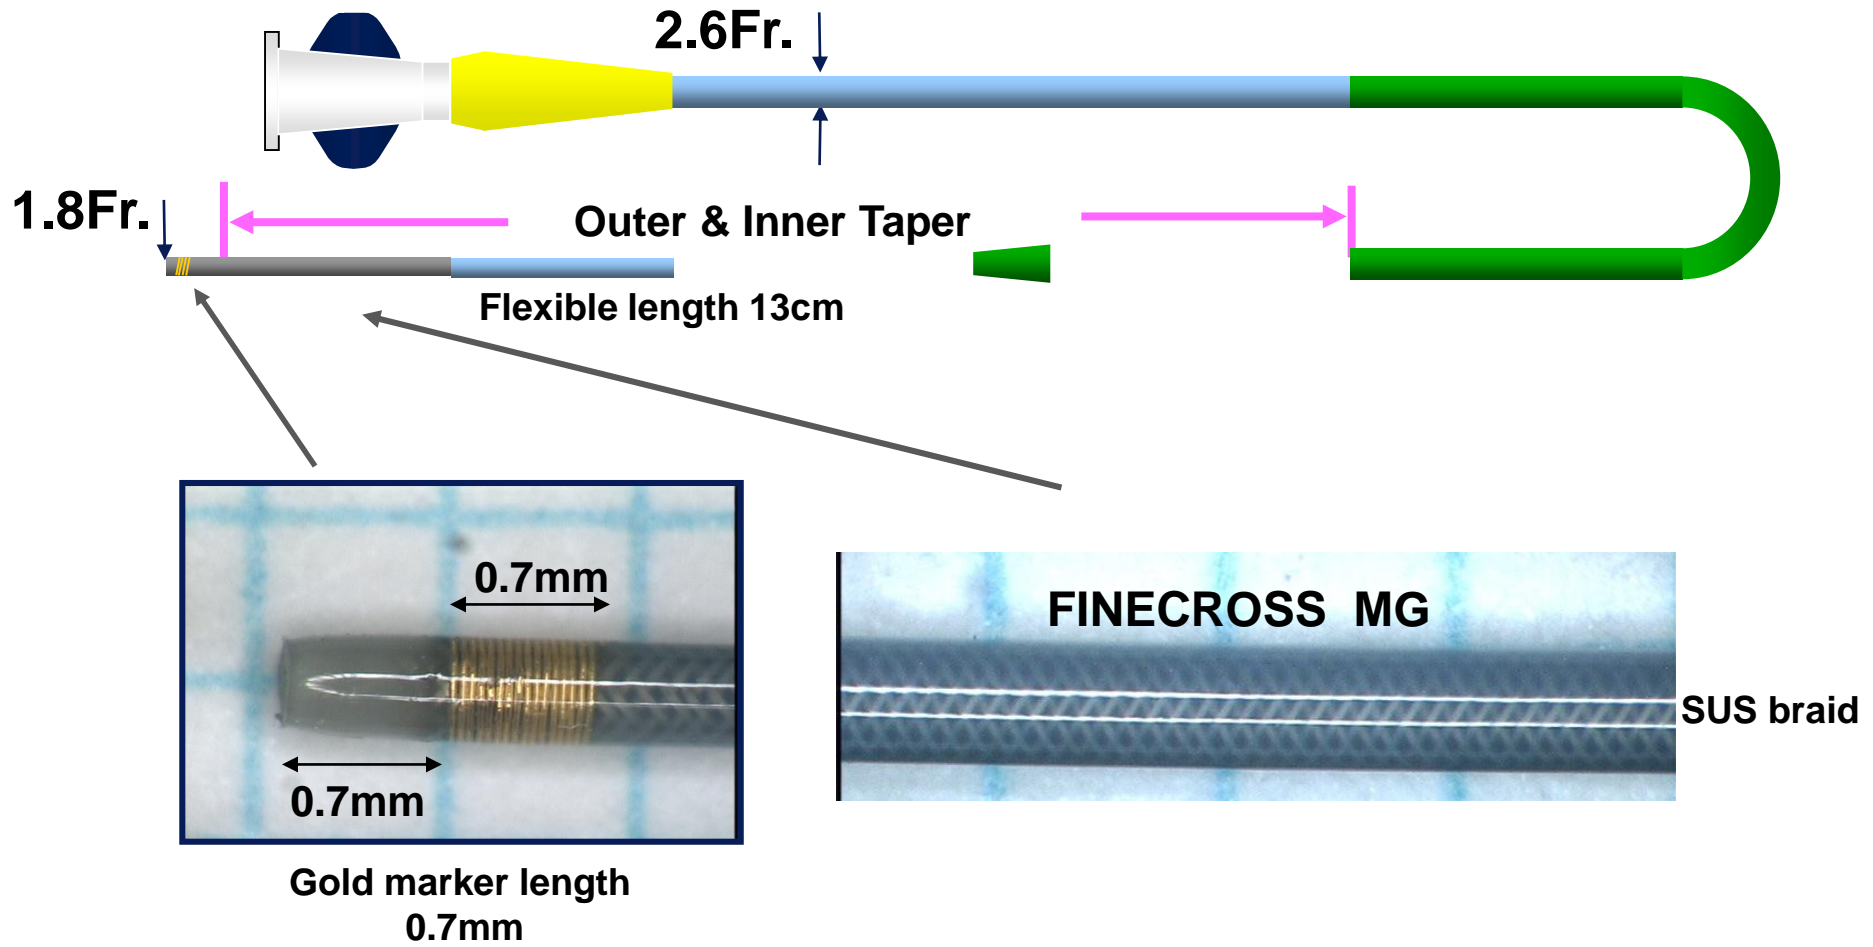 2.6Fr.
1.8Fr.
Outer & Inner Taper
Flexible length 13cm
0.7mm
0.7mm
FINECROSS MG
SUS braid
Gold marker length
0.7mm